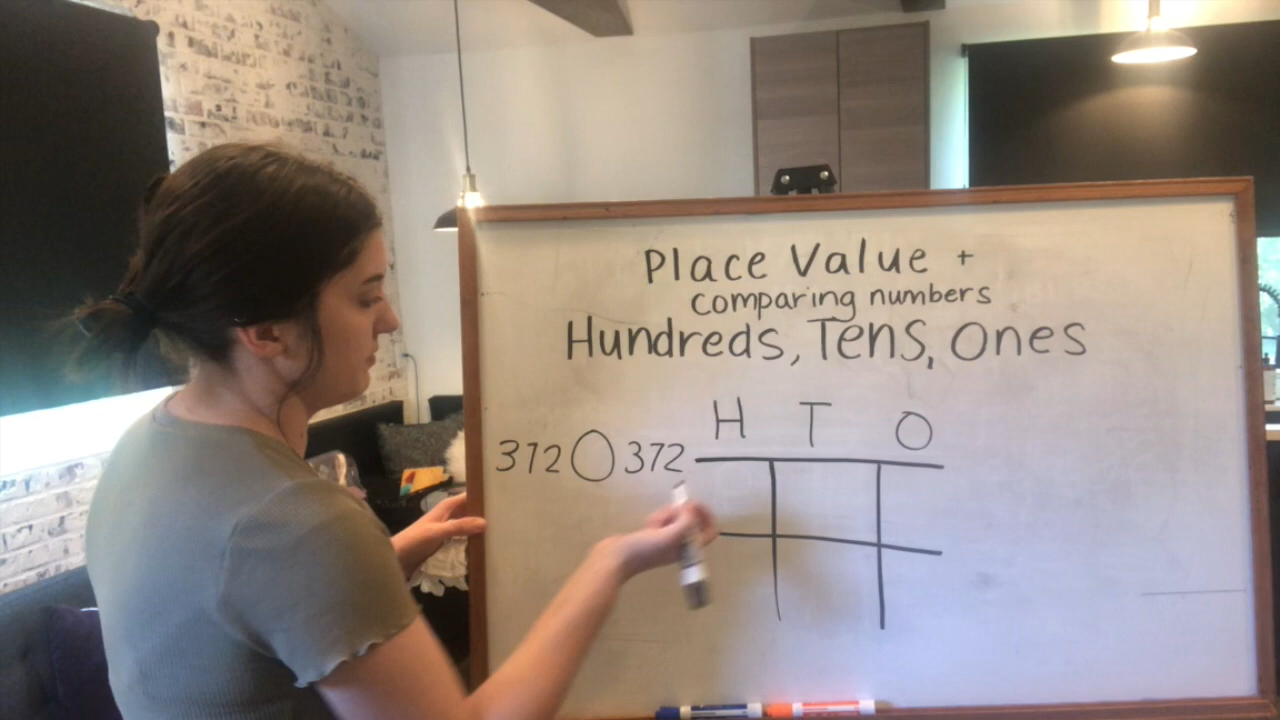 Place Value +
comparing numbers
Hundreds, Tens, Ones
H T O
372 372